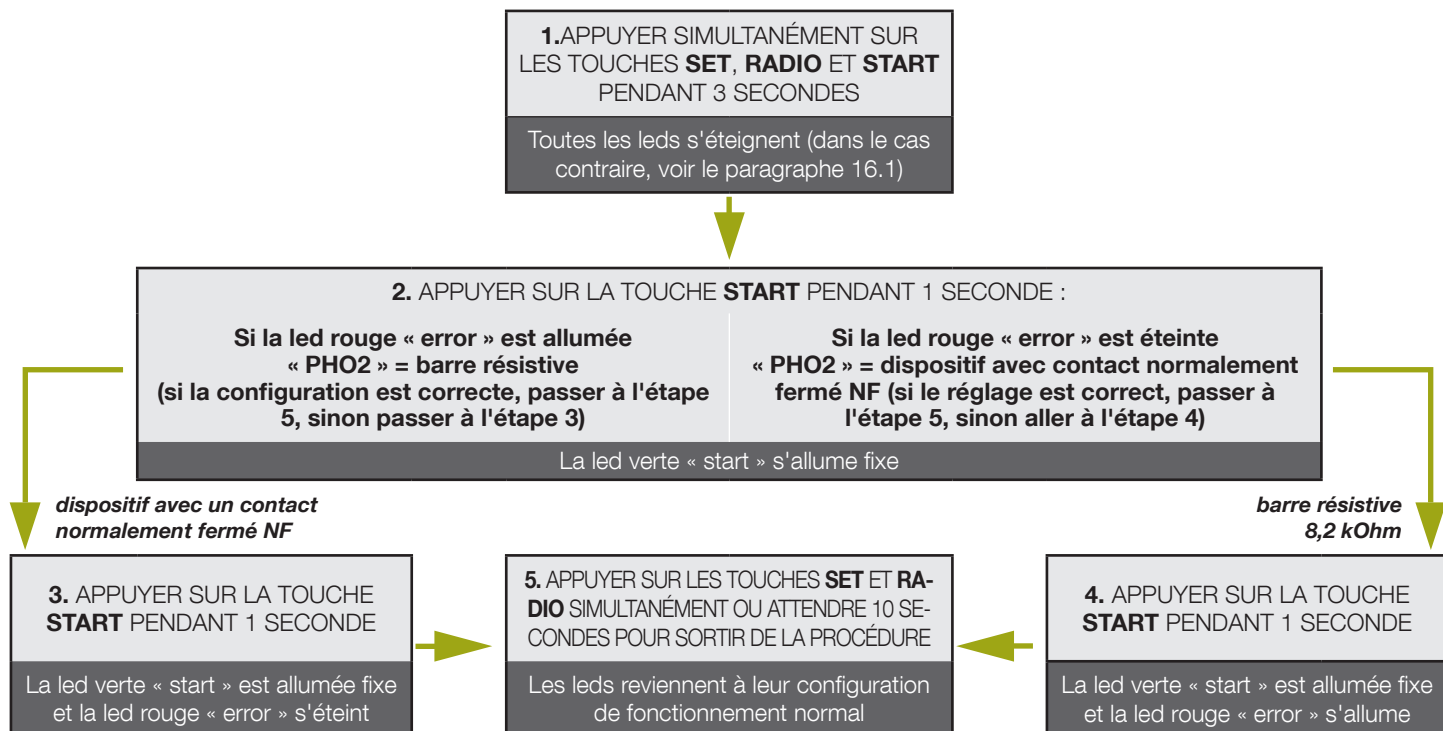 1.APPUYER SIMULTANÉMENT SUR
LES TOUCHES SET, RADIO ET START
PENDANT 3 SECONDES
Toutes les leds s'éteignent (dans le cas
contraire, voir le paragraphe 16.1)
2. APPUYER SUR LA TOUCHE START PENDANT 1 SECONDE :
Si la led rouge « error » est allumée
« PHO2 » = barre résistive
(si la configuration est correcte, passer à l'étape
5, sinon passer à l'étape 3)
Si la led rouge « error » est éteinte
« PHO2 » = dispositif avec contact normalement
fermé NF (si le réglage est correct, passer à
l'étape 5, sinon aller à l'étape 4)
La led verte « start » s'allume fixe
dispositif avec un contact
normalement fermé NF
barre résistive
8,2 kOhm
3. APPUYER SUR LA TOUCHE
START PENDANT 1 SECONDE
La led verte « start » est allumée fixe
et la led rouge « error » s'éteint
5. APPUYER SUR LES TOUCHES SET ET RA-
DIO SIMULTANÉMENT OU ATTENDRE 10 SE-
CONDES POUR SORTIR DE LA PROCÉDURE
Les leds reviennent à leur configuration
de fonctionnement normal
4. APPUYER SUR LA TOUCHE
START PENDANT 1 SECONDE
La led verte « start » est allumée fixe
et la led rouge « error » s'allume